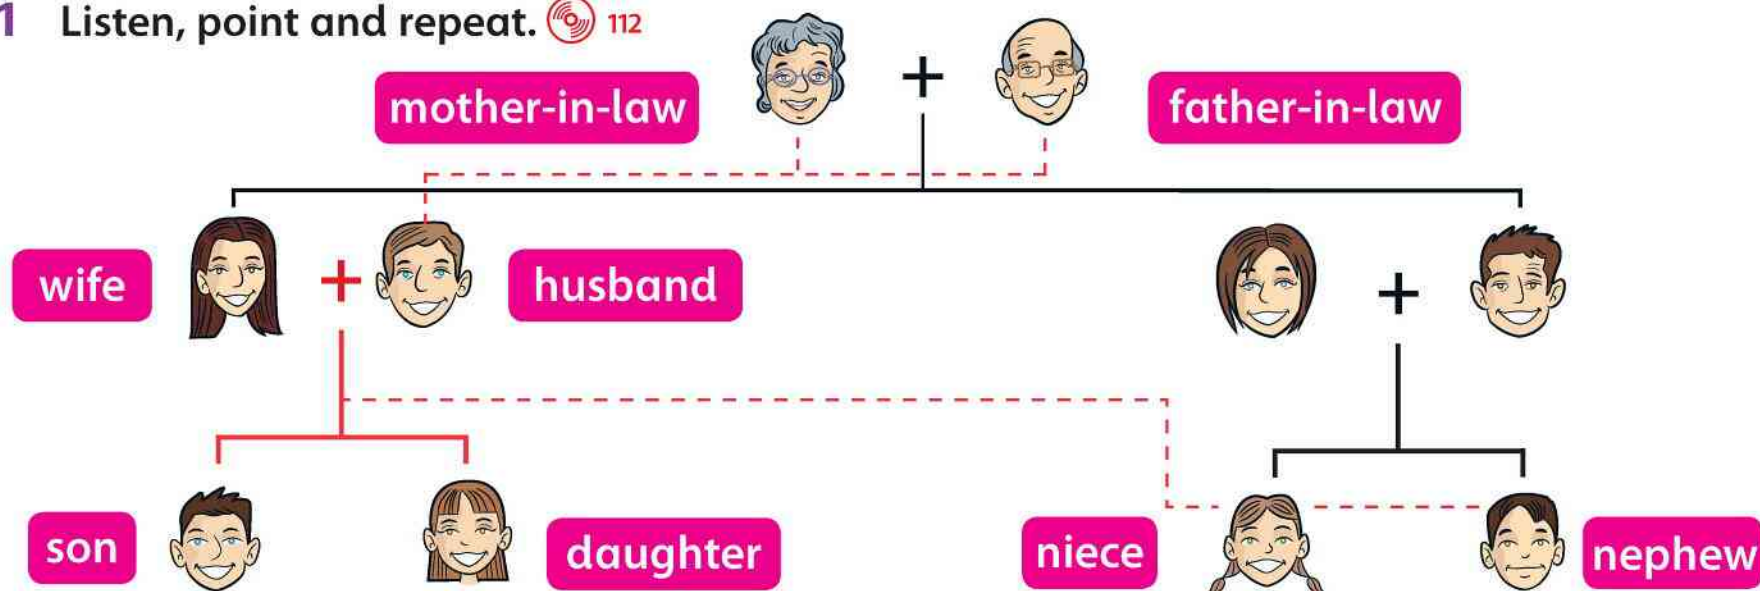 1 Listen, point and repeat. 112
mother-in-law
father-in-law
wife
husband
son
daughter
niece
nephew